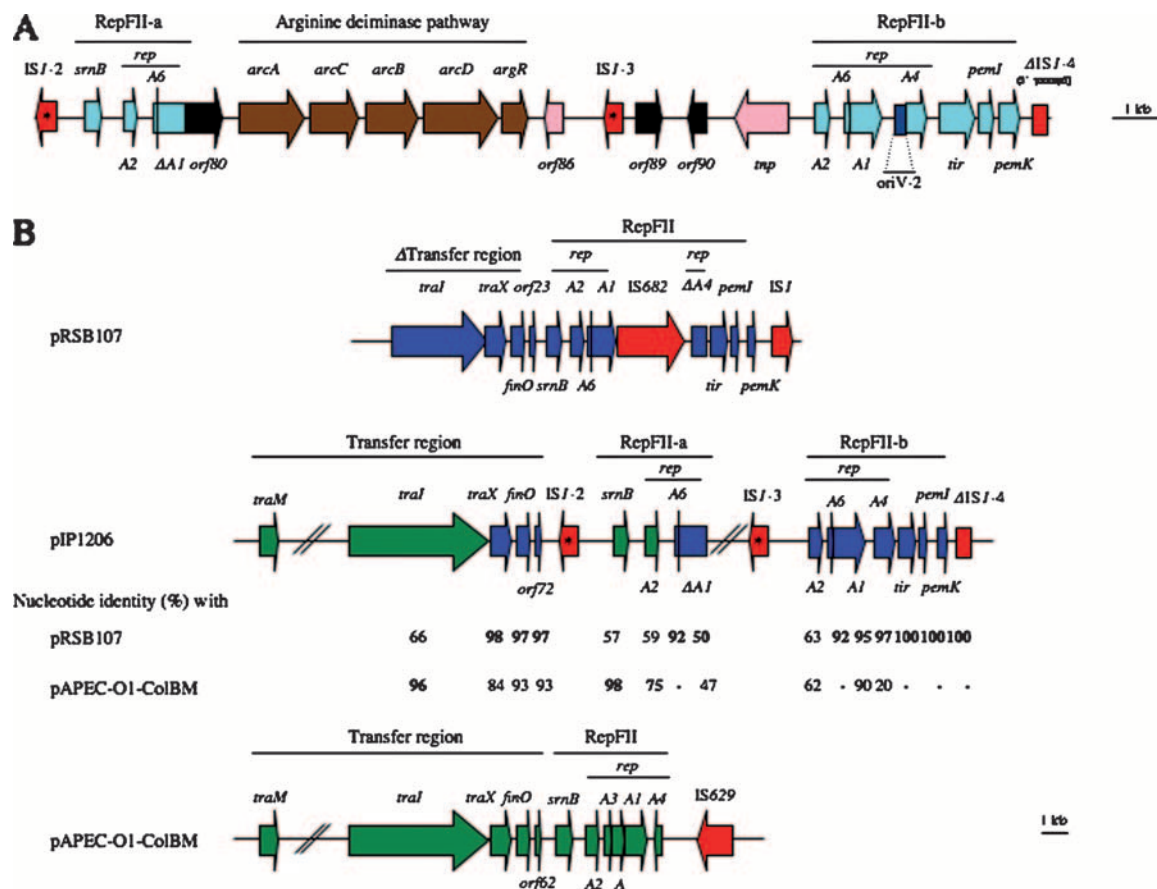 A
RepFII-a Arginine deiminase pathway RepFII-b
rep rep
IS1-2 srnB A6 arcA arcC arcB arcD argR IS1-3 A6 A4 pemI ΔIS1-4
* * 1 kb
A2 ΔA1 orf80 orf86 orf89 orf90 tnp A2 A1 tir pemK
oriV-2
B
RepFII
ΔTransfer region rep rep
traI traX orf23 A2 A1 IS682 ΔA4 pemI IS1
pRSB107
finO srnB A6 tir pemK
Transfer region RepFII-a RepFII-b
rep rep
traM traI traX finO IS1-2 srnB A6 IS1-3 A6 A4 pemI ΔIS1-4
pIP1206 * *
orf72 A2 ΔA1 A2 A1 tir pemK
Nucleotide identity (%) with
pRSB107 66 98 97 97 57 59 92 50 63 92 95 97 100 100 100
pAPEC-O1-ColBM 96 84 93 93 98 75 - 47 62 - 90 20 - - -
Transfer region RepFII
rep
traM traI traX finO srnB A3 A1 A4 IS629
pAPEC-O1-ColBM 1 kb
orf62 A2 A